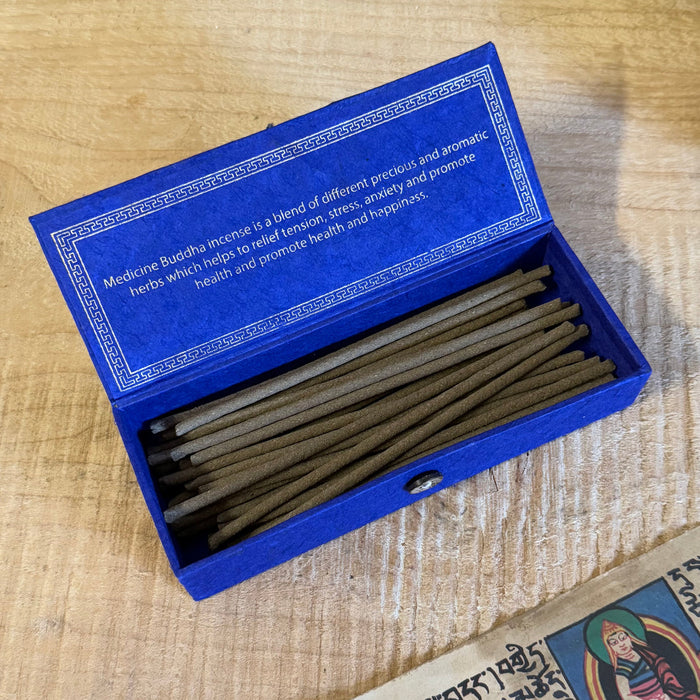 Medicine Buddha incense is a blend of different precious and aromatic
herbs which helps to relief tension, stress, anxiety and promote
health and promote health and happiness.